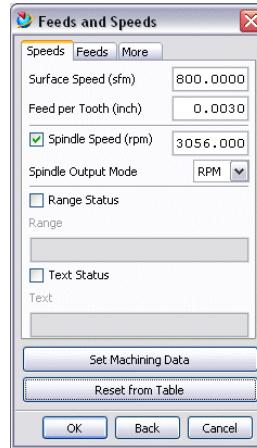 Feeds and Speeds
Speeds Feeds More
Surface Speed (sfm) 800.0000
Feed per Tooth (inch) 0.0030
Spindle Speed (rpm) 3056.000
Spindle Output Mode RPM
Range Status
Range
Text Status
Text
Set Machining Data
Reset from Table
OK Back Cancel